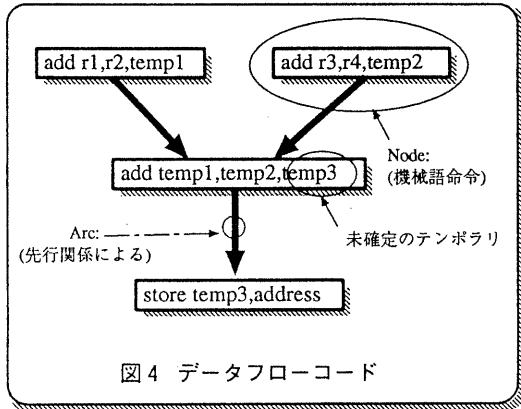 add r1,r2,temp1
add r3,r4,temp2
Node:
(機械語命令)
add temp1,temp2,temp3
Arc:
(先行関係による)
未確定のテンポラリ
store temp3,address
図4 データフローコード